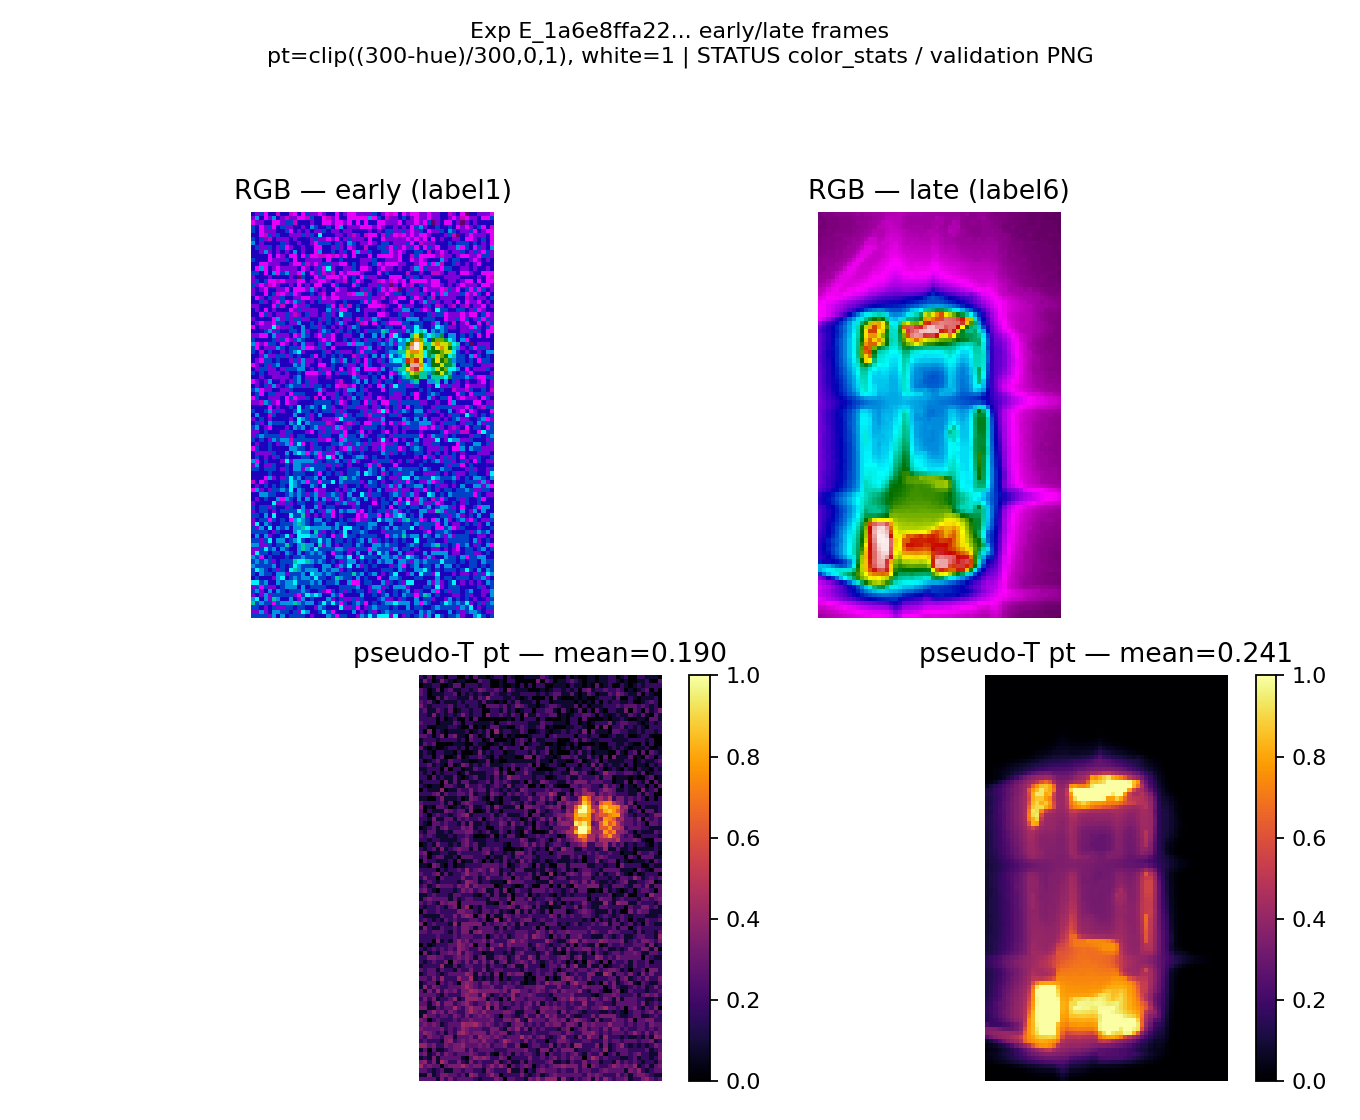 Exp E_1a6e8ffa22... early/late frames
pt=clip((300-hue)/300,0,1), white=1 | STATUS color_stats / validation PNG
RGB — early (label1)
RGB — late (label6)
pseudo-T pt — mean=0.190
pseudo-T pt — mean=0.241
1.0
0.8
0.6
0.4
0.2
0.0
1.0
0.8
0.6
0.4
0.2
0.0